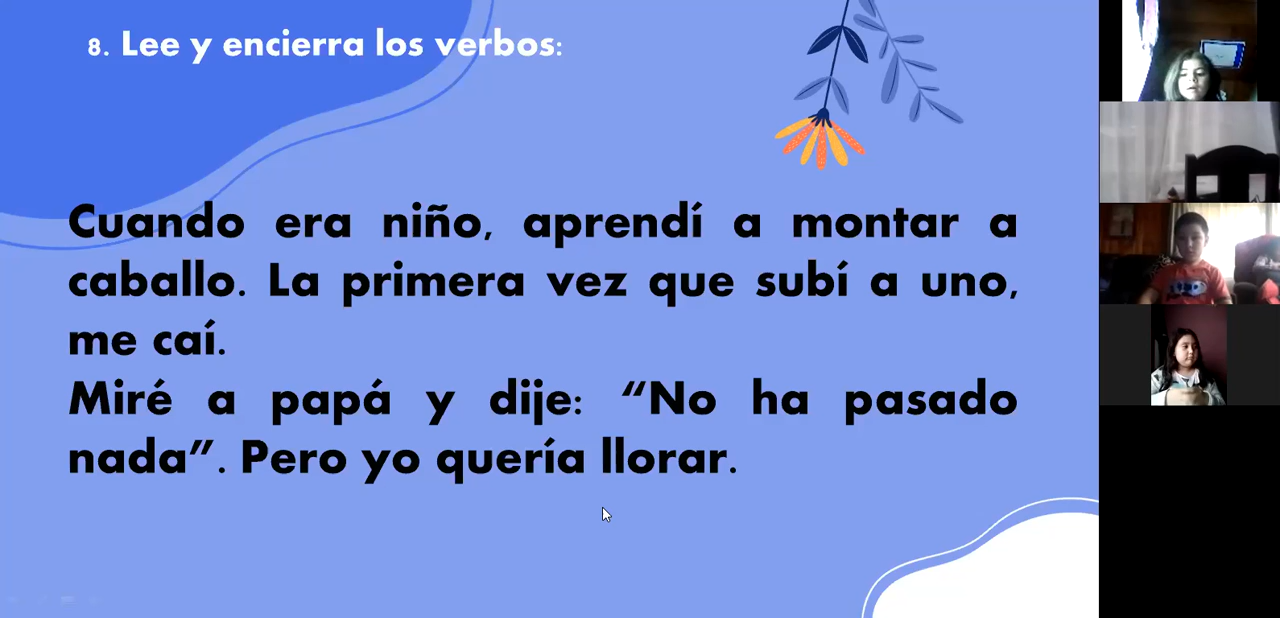 8. Lee y encierra los verbos:
Cuando era niño, aprendí a montar a
caballo. La primera vez que subí a uno,
me caí.
Miré a papá y dije: “No ha pasado
nada”. Pero yo quería llorar.